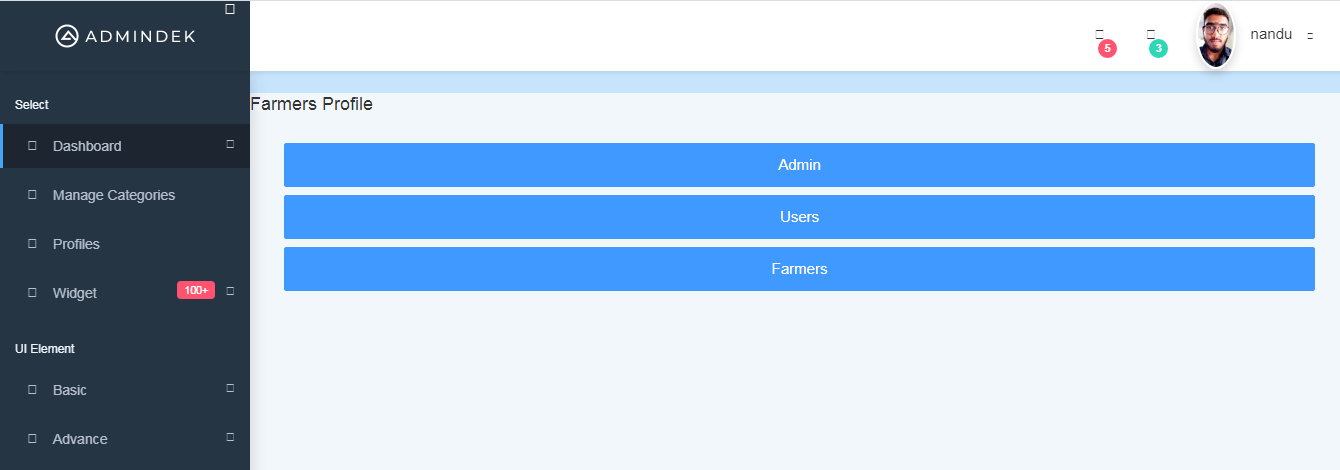 ADMINDEK
5
3
nandu
Select
Dashboard
Manage Categories
Profiles
Widget 100+
UI Element
Basic
Advance
Farmers Profile
Admin
Users
Farmers